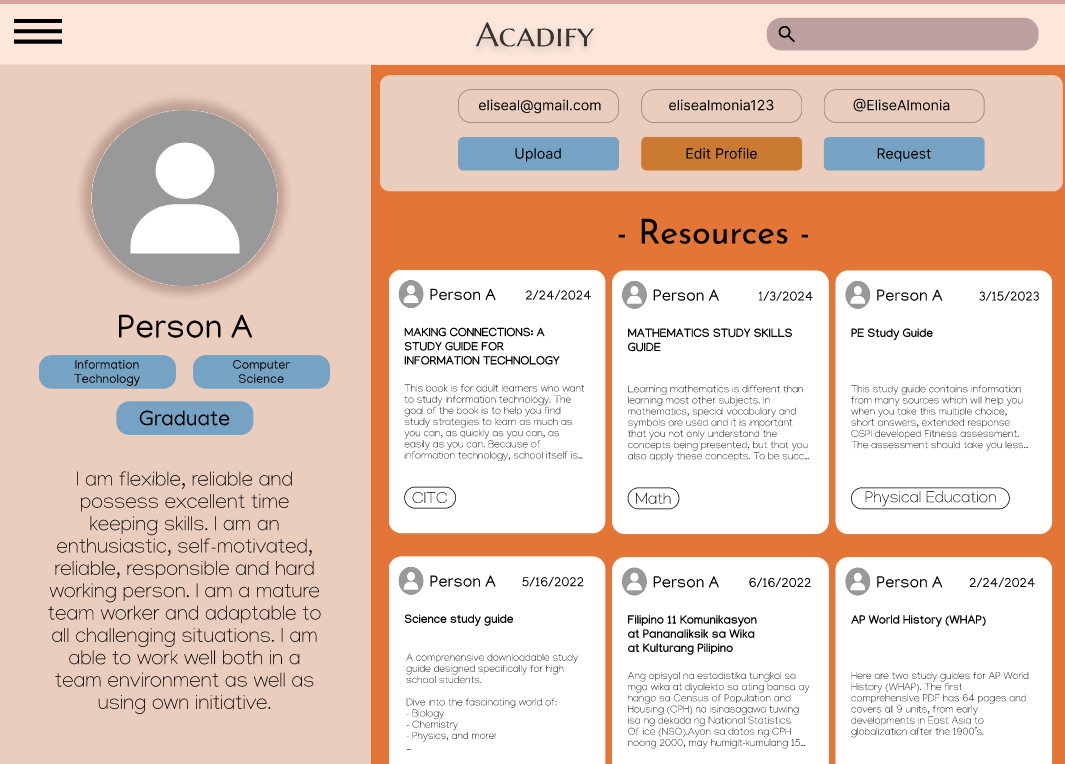 ACADIFY
eliseal@gmail.com
elisealmonia123
@EliseAlmonia
Upload
Edit Profile
Request
Person A
Information
Technology
Computer
Science
Graduate
I am flexible, reliable and
possess excellent time
keeping skills. I am an
enthusiastic, self-motivated,
reliable, responsible and hard
working person. I am a mature
team worker and adaptable to
all challenging situations. I am
able to work well both in a
team environment as well as
using own initiative.
- Resources -
Person A
2/24/2024
MAKING CONNECTIONS: A
STUDY GUIDE FOR
INFORMATION TECHNOLOGY
This book is for adult learners who want
to study information technology. The
goal of the book is to help you find
study strategies to learn as much as
you can, as quickly as you can, as
easily as you can. Because of
information technology, school itself is...
CITC
Person A
1/3/2024
MATHEMATICS STUDY SKILLS
GUIDE
Learning mathematics is different than
learning most other subjects. In
mathematics, special vocabulary and
symbols are used and it is important
that you not only understand the
concepts being presented, but that you
also apply these concepts. To be succ...
Math
Person A
3/15/2023
PE Study Guide
This study guide contains information
from many sources which will help you
when you take this multiple choice,
short answers, extended response
OSPI developed Fitness assessment.
The assessment should take you less...
Physical Education
Person A
5/16/2022
Science study guide
A comprehensive downloadable study
guide designed specifically for high
school students.
Dive into the fascinating world of:
- Biology
- Chemistry
- Physics, and more!
...
Person A
6/16/2022
Filipino 11 Komunikasyon
at Pananaliksik sa Wika
at Kulturang Pilipino
Ang opisyal na estadistika tungkol sa
mga wika at diyalekto sa ating bansa ay
hango sa Census of Population and
Housing (CPH) na isinasagawa tuwing
isa ng dekada ng National Statistics
Of ice (NSO).Ayon sa datos ng CPH
noong 2000, may humigit-kumulang 15...
Person A
2/24/2024
AP World History (WHAP)
Here are two study guides for AP World
History (WHAP). The first
comprehensive PDF has 64 pages and
covers all 9 units, from early
developments in East Asia to
globalization after the 1900's.